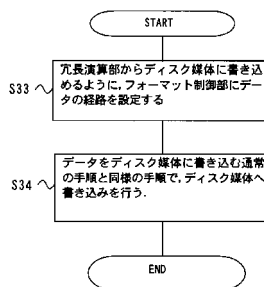 START
S33
冗長演算部からディスク媒体に書き込
めるように,フォーマット制御部にデー
タの経路を設定する
S34
データをディスク媒体に書き込む通常
の手順と同様の手順で,ディスク媒体へ
書き込みを行う.
END